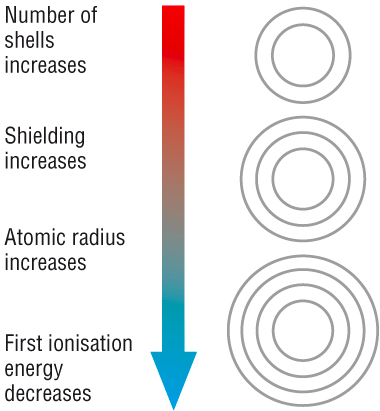 Number of
shells
increases
Shielding
increases
Atomic radius
increases
First ionisation
energy
decreases